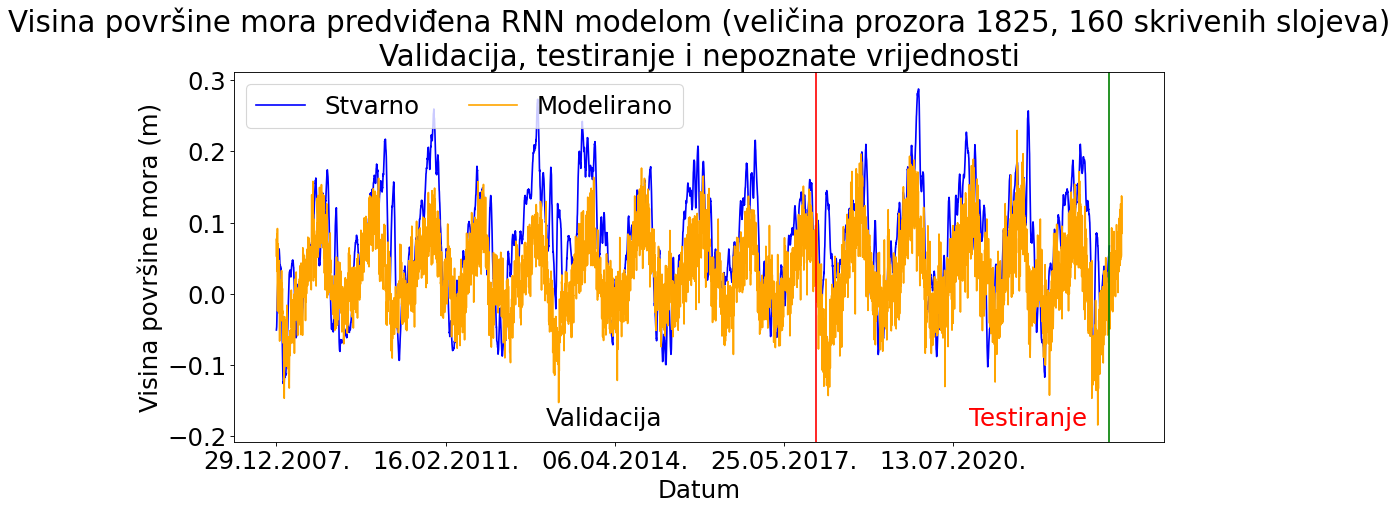 Visina površine mora predviđena RNN modelom (veličina prozora 1825, 160 skrivenih slojeva)
Validacija, testiranje i nepoznate vrijednosti
Stvarno Modelirano
Visina površine mora (m)
0.3
0.2
0.1
0.0
−0.1
−0.2
Validacija
Testiranje
29.12.2007. 16.02.2011. 06.04.2014. 25.05.2017. 13.07.2020.
Datum